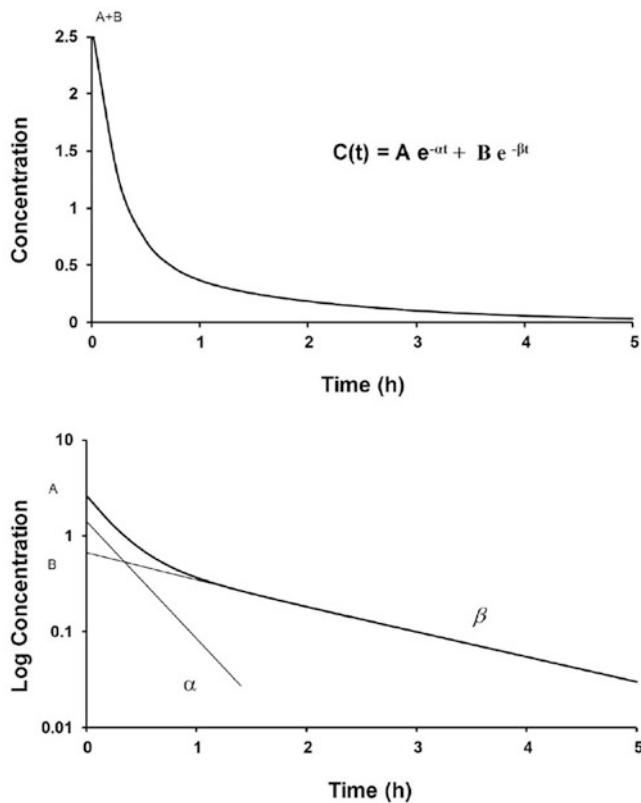 A+B
2.5
2
1.5
1
0.5
0
Concentration
C(t) = A e-αt + B e -βt
0 1 2 3 4 5
Time (h)
10
A
1
B
0.1
0.01
Log Concentration
β
α
0 1 2 3 4 5
Time (h)